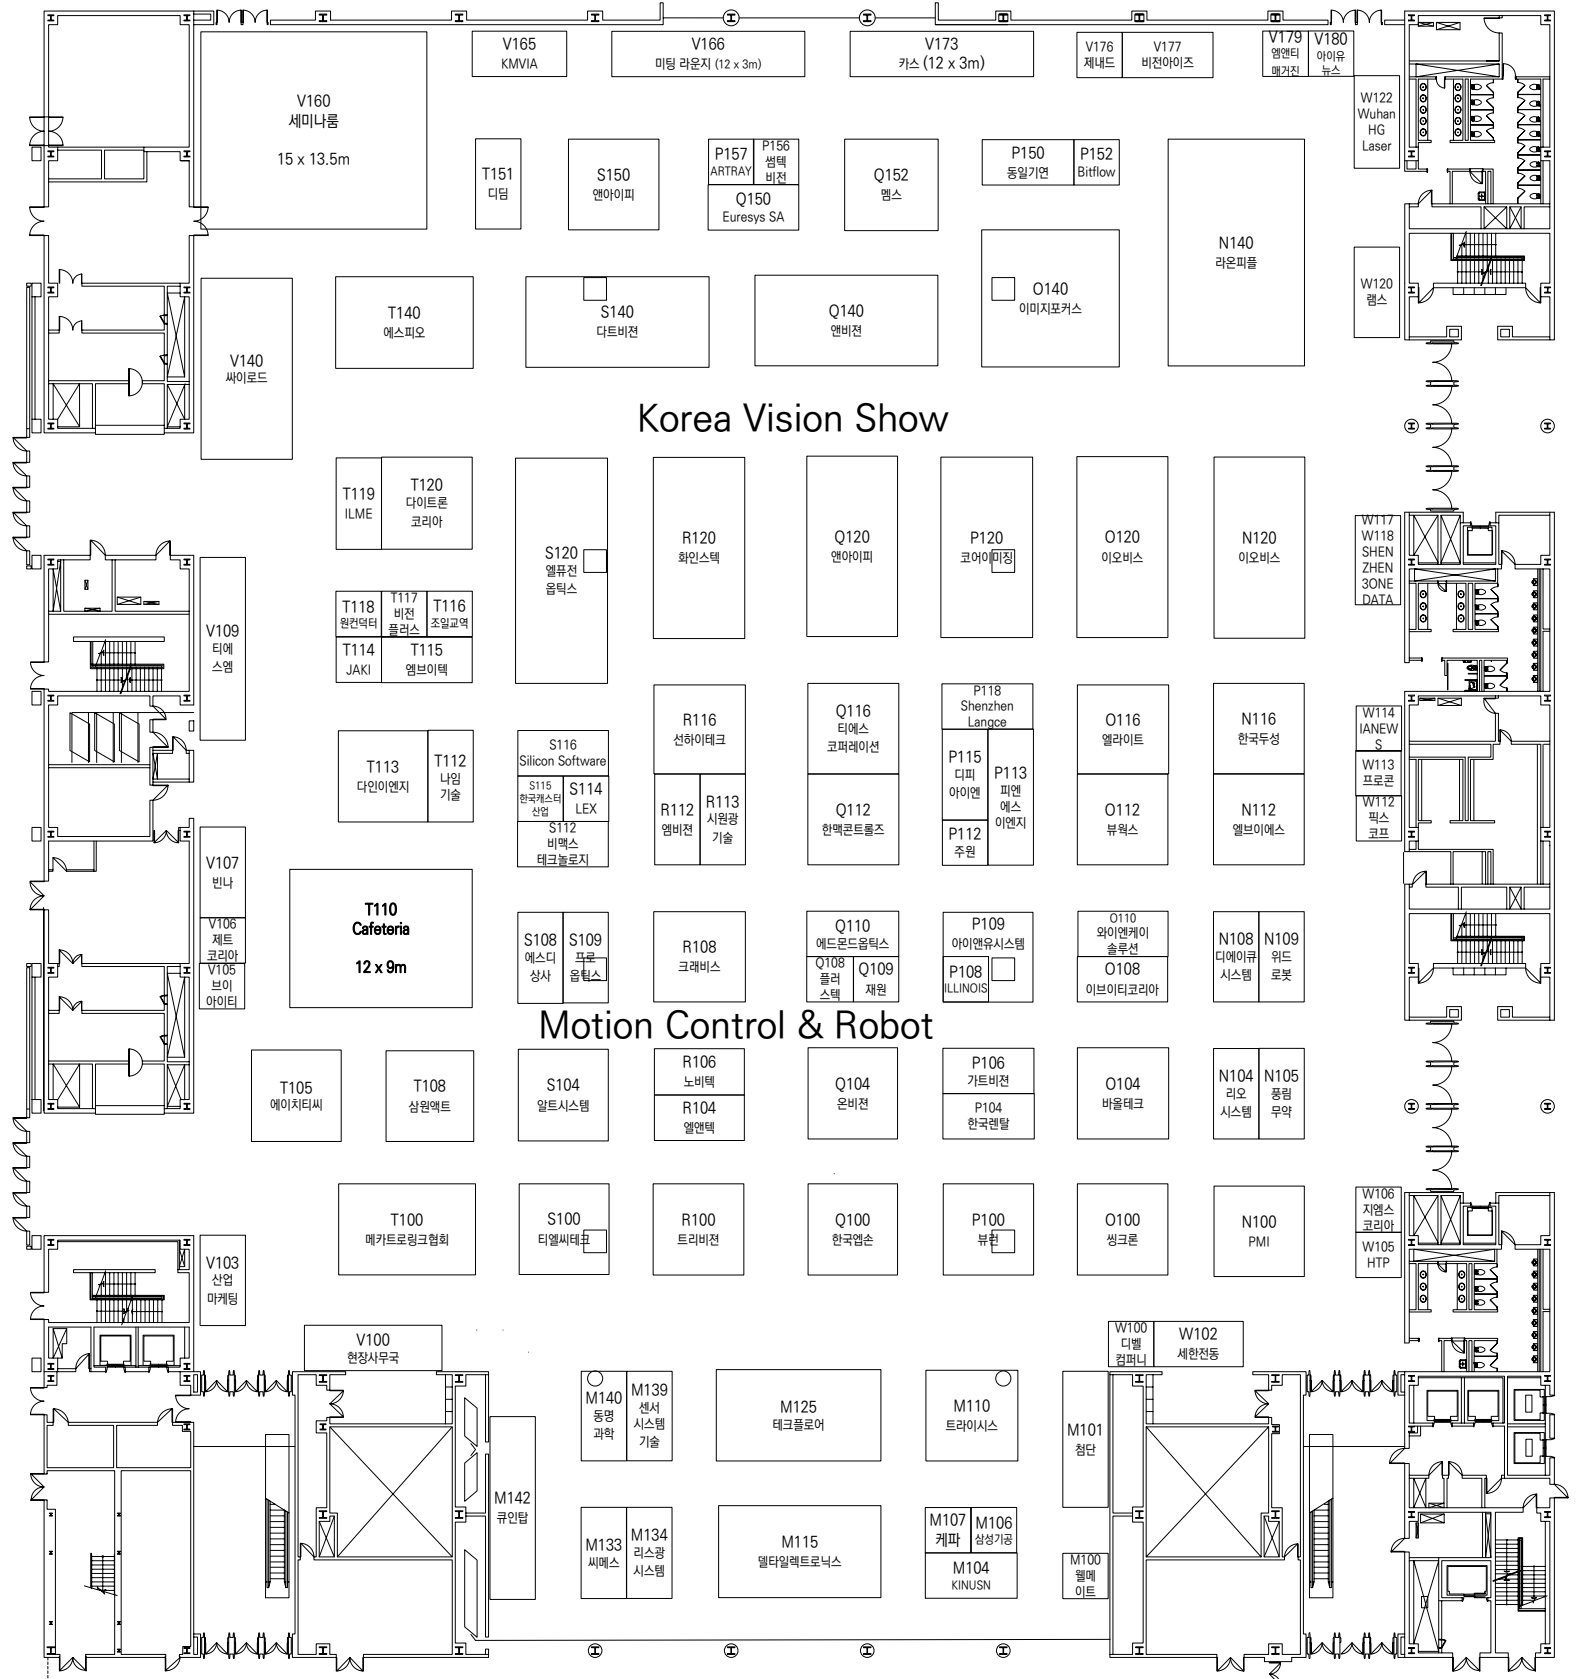 V165
KMVIA
V166
미팅 라운지 (12 x 3m)
V173
카스 (12 x 3m)
V176
제내드
V177
비전아이즈
V179
엠앤티
매거진
V180
아이유
뉴스
V160
세미나룸
15 x 13.5m
W122
Wuhan
HG
Laser
T151
디딤
S150
앤아이피
P157
ARTRAY
P156
썸텍
비전
Q150
Euresys SA
Q152
멤스
P150
동일기연
P152
Bitflow
N140
라온피플
V140
싸이로드
T140
에스피오
S140
다트비젼
Q140
앤비젼
O140
이미지포커스
W120
램스
Korea Vision Show
T119
ILME
T120
다이트론
코리아
S120
엘퓨전
옵틱스
R120
화인스텍
Q120
앤아이피
P120
코어이미징
O120
이오비스
N120
이오비스
W117
W118
SHEN
ZHEN
3ONE
DATA
V109
티에
스엠
T118
원컨덕터
T117
비전
플러스
T116
조일교역
T114
JAKI
T115
엠브이텍
R116
선하이테크
Q116
티에스
코퍼레이션
P118
Shenzhen
Langce
O116
엘라이트
N116
한국두성
W114
IANEW
S
W113
프로콘
W112
픽스
코프
T113
다인이엔지
T112
나임
기술
S116
Silicon Software
S115
한국캐스터
산업
S114
LEX
S112
비맥스
테크놀로지
R112
엠비젼
R113
시원광
기술
Q112
한맥콘트롤즈
P115
디피
아이엔
P113
피엔
에스
이엔지
P112
주원
O112
뷰웍스
N112
엘브이에스
V107
빈나
V106
제트
코리아
V105
브이
아이티
T110
Cafeteria
12 x 9m
S108
에스디
상사
S109
프로
옵틱스
R108
크래비스
Q110
에드몬드옵틱스
Q108
플러
스텍
Q109
재원
P109
아이앤유시스템
P108
ILLINOIS
O110
와이엔케이
솔루션
O108
이브이티코리아
N108
디에이큐
시스템
N109
위드
로봇
Motion Control & Robot
T105
에이치티씨
T108
삼원액트
S104
알트시스템
R106
노비텍
R104
엘앤텍
Q104
온비젼
P106
가트비젼
P104
한국렌탈
O104
바올테크
N104
리오
시스템
N105
풍림
무약
T100
메카트로링크협회
S100
티엘씨테크
R100
트리비젼
Q100
한국엡손
P100
뷰런
O100
씽크론
N100
PMI
W106
지엠스
코리아
W105
HTP
V103
산업
마케팅
V100
현장사무국
W100
디벨
컴퍼니
W102
세한전동
M140
동명
과학
M139
센서
시스템
기술
M125
테크플로어
M110
트라이시스
M101
첨단
M142
큐인탑
M133
씨메스
M134
리스광
시스템
M115
델타일렉트로닉스
M107
케파
M106
삼성기공
M104
KINUSN
M100
웰메
이트